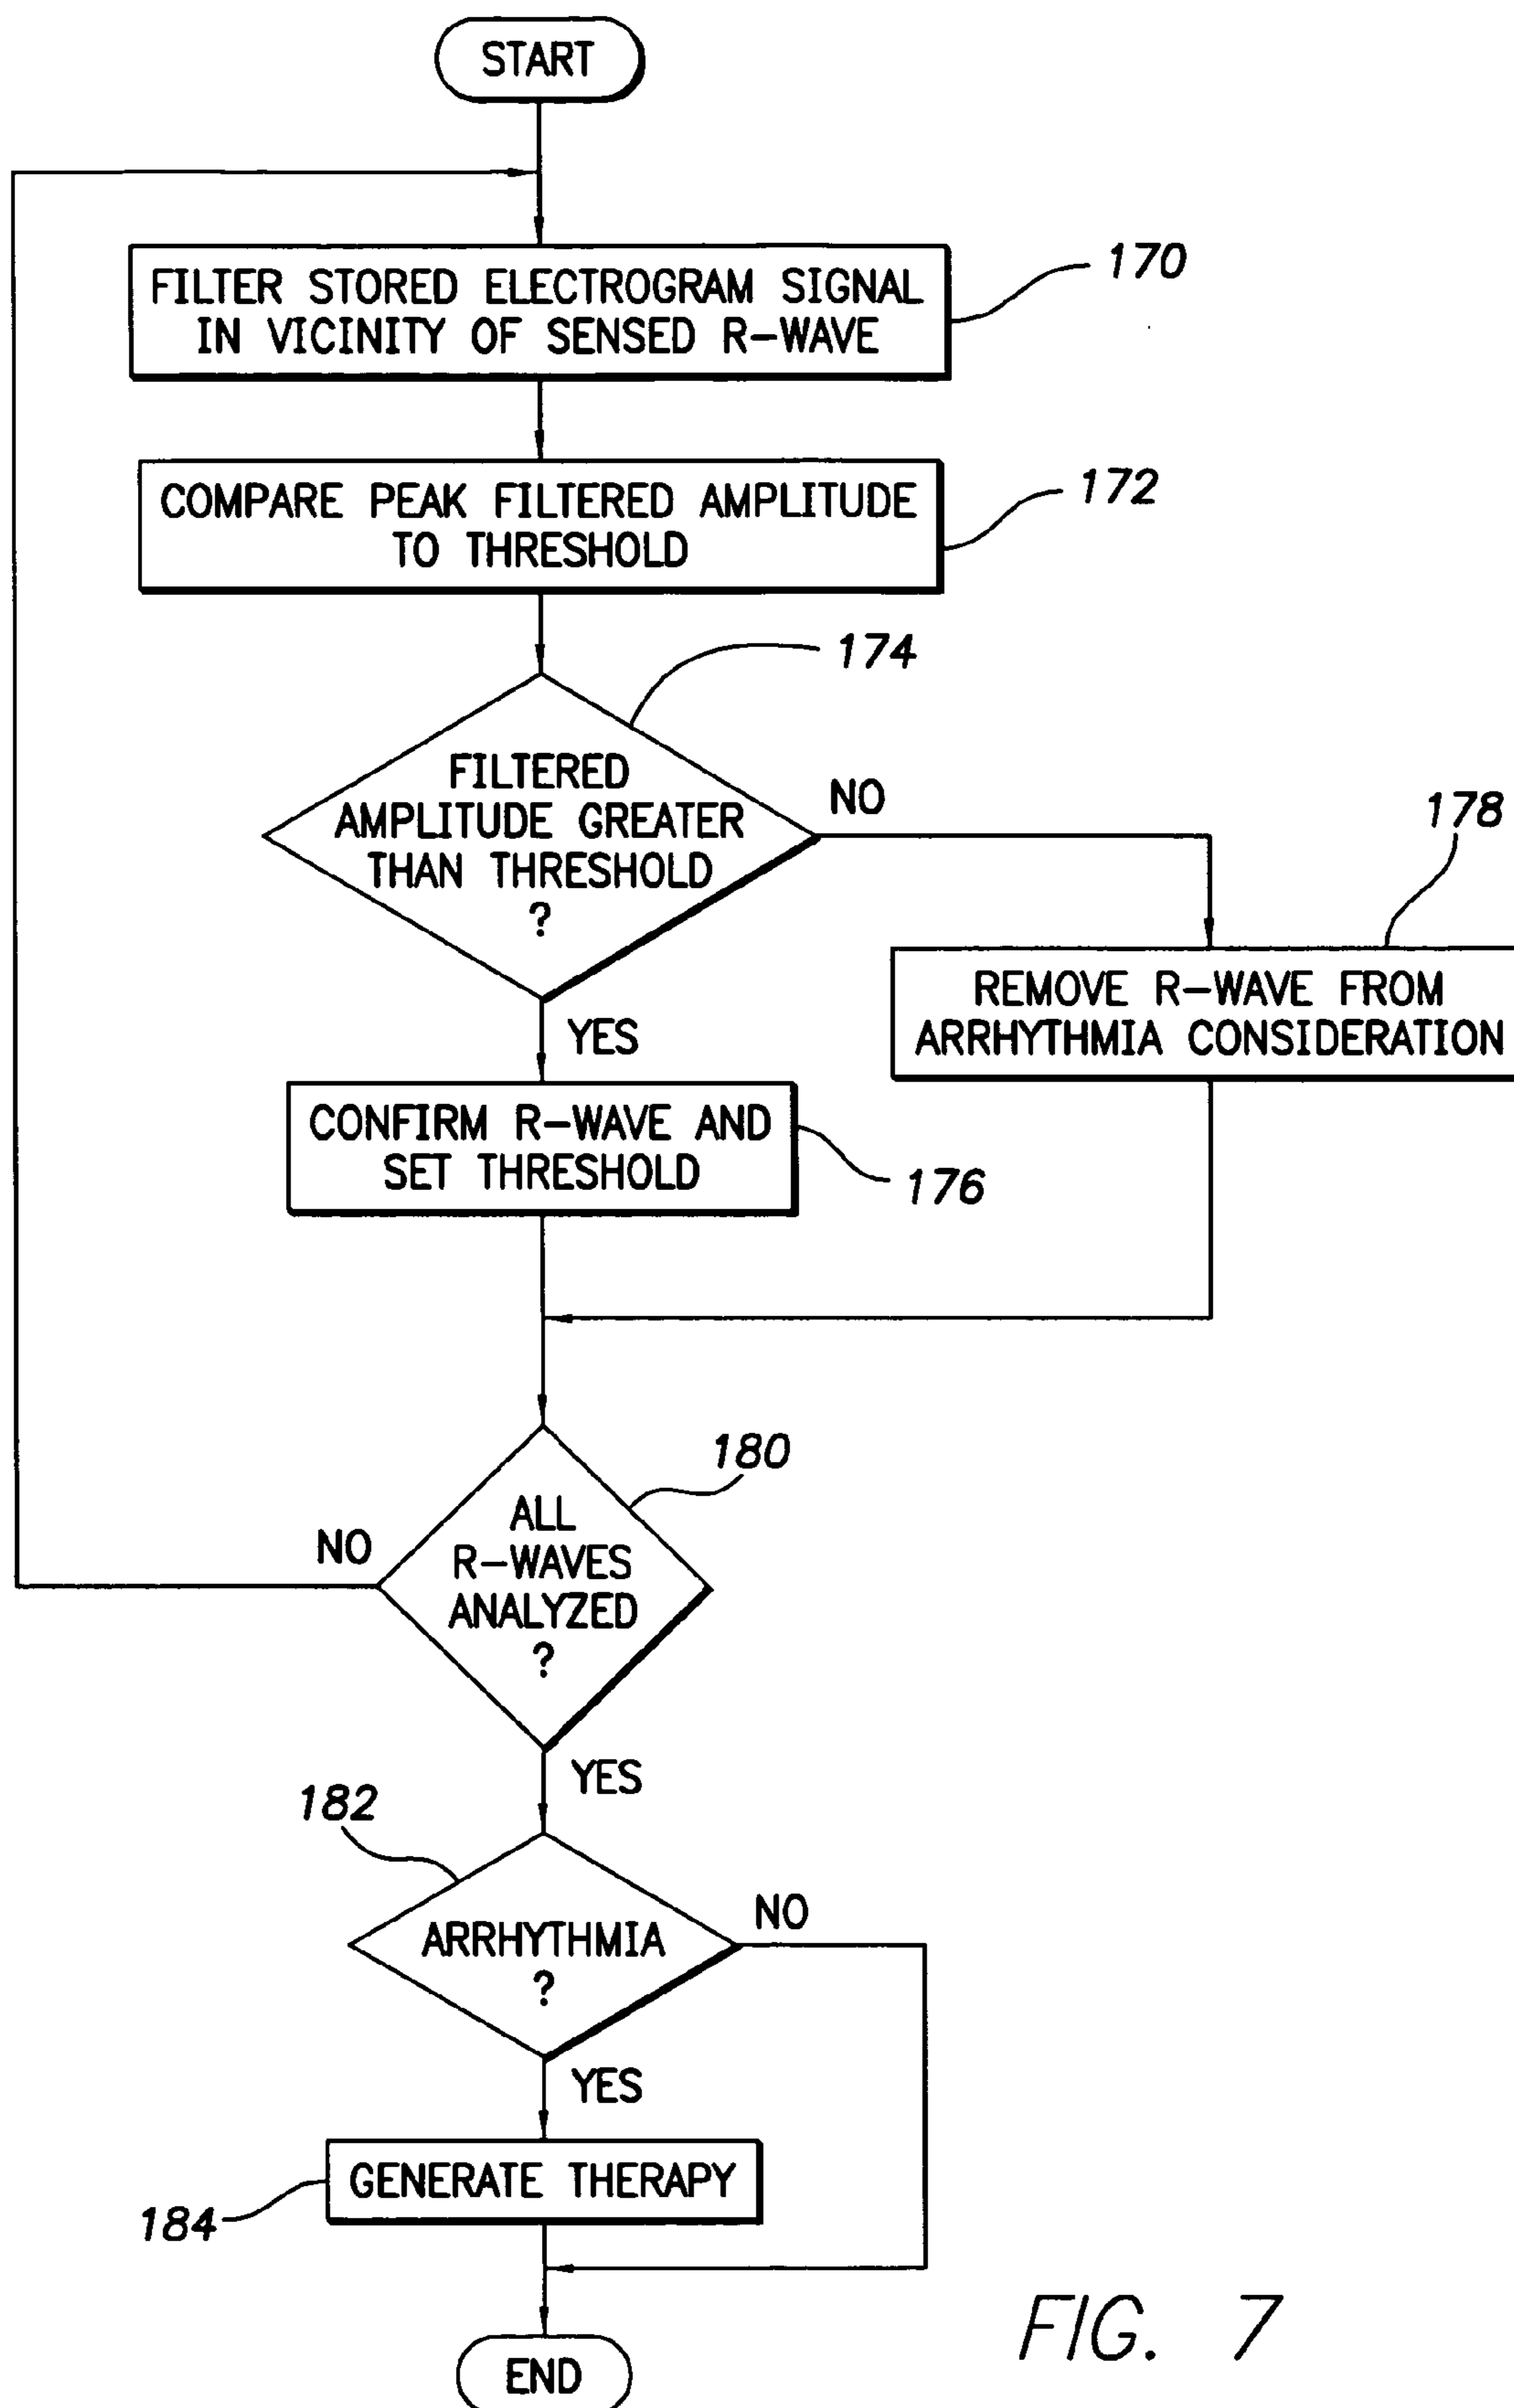 START
FILTER STORED ELECTROGRAM SIGNAL
IN VICINITY OF SENSED R-WAVE
170
COMPARE PEAK FILTERED AMPLITUDE
TO THRESHOLD
172
174
FILTERED
AMPLITUDE GREATER
THAN THRESHOLD
?
NO
178
REMOVE R-WAVE FROM
ARRHYTHMIA CONSIDERATION
YES
CONFIRM R-WAVE AND
SET THRESHOLD
176
180
ALL
R-WAVES
ANALYZED
?
NO
YES
182
ARRHYTHMIA
?
NO
YES
GENERATE THERAPY
184
END
FIG. 7